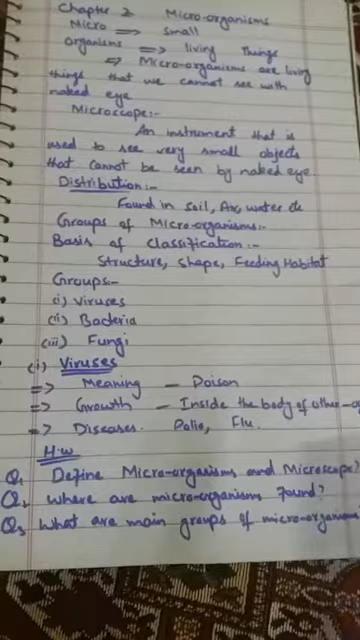 Chapter 2 Micro-organisms
Micro => Small
Organisms => living Things
=> Micro-organisms are living
things that we cannot see with
naked eye
Microscope:-
An instrument that is
used to see very small objects
that cannot be seen by naked eye.
Distribution:-
Found in Soil, Air, water etc
Groups of Micro-organisms:-
Basis of Classification:-
Structure, Shape, Feeding Habitat
Groups:-
(i) Viruses
(ii) Bacteria
(iii) Fungi
(i) Viruses
=> Meaning - Poison
=> Growth - Inside the body of other
=> Diseases. Polio, Flu.
H.w
Q1 Define Micro-organisms and Microscope?
Q2 Where are micro-organisms found?
Q3 What are main groups of micro-organisms